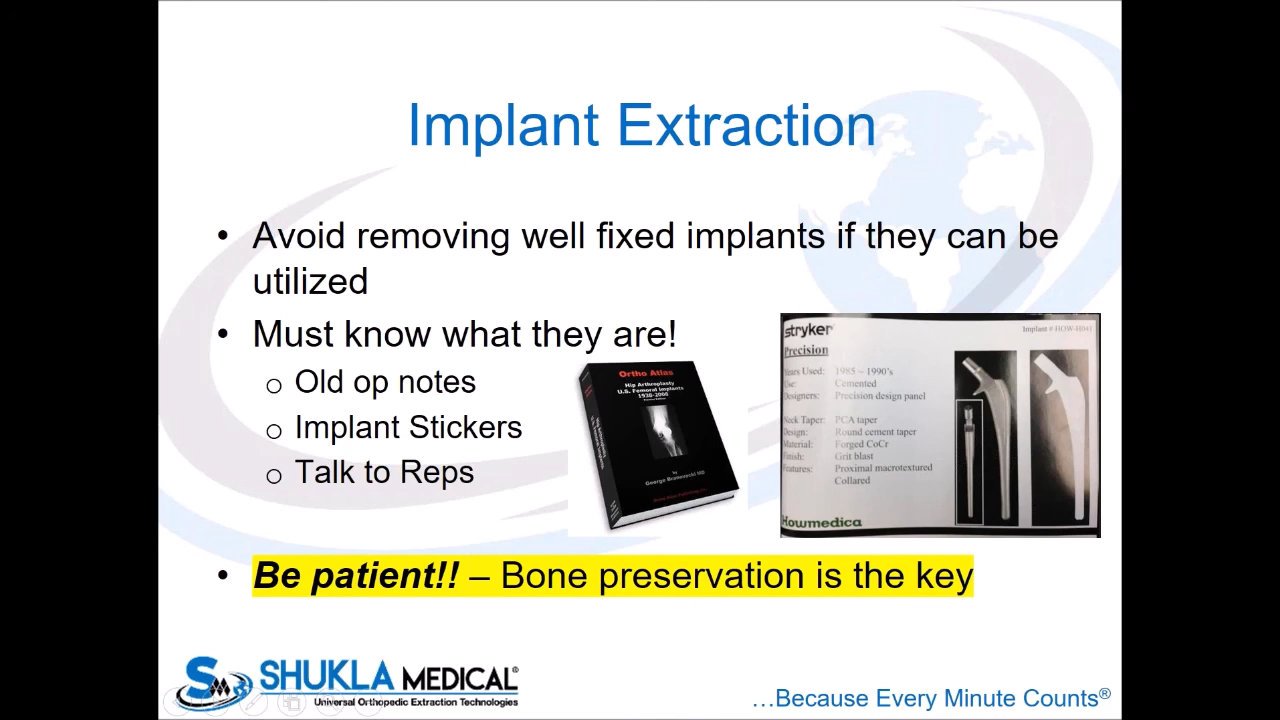 Implant Extraction
• Avoid removing well fixed implants if they can be
utilized
• Must know what they are!
o Old op notes
o Implant Stickers
o Talk to Reps
Ortho Atlas
Hip Arthroplasty
U.S. Femoral Implants
1938-2008
by
stryker
Implant # HOW-H041
Precision
Years Used: 1985 ~ 1990's
Use: Cemented
Designers: Precision design panel
Neck Taper: PCA taper
Design: Round cement taper
Material: Forged CoCr
Finish: Grit blast
Features: Proximal macrotextured
Collared
Howmedica
• Be patient!! – Bone preservation is the key
SHUKLA MEDICAL®
Universal Orthopedic Extraction Technologies
…Because Every Minute Counts®